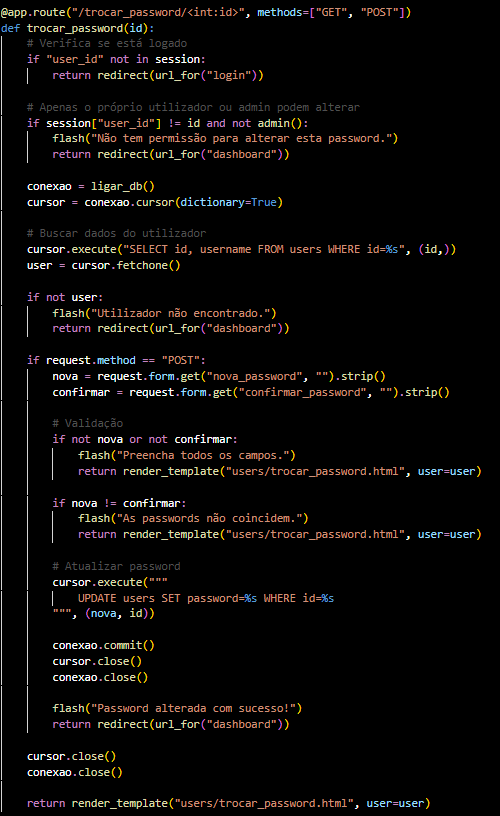 @app.route("/trocar_password/<int:id>", methods=["GET", "POST"])
def trocar_password(id):
    # Verifica se está logado
    if "user_id" not in session:
        return redirect(url_for("login"))

    # Apenas o próprio utilizador ou admin podem alterar
    if session["user_id"] != id and not admin():
        flash("Não tem permissão para alterar esta password.")
        return redirect(url_for("dashboard"))

    conexao = ligar_db()
    cursor = conexao.cursor(dictionary=True)

    # Buscar dados do utilizador
    cursor.execute("SELECT id, username FROM users WHERE id=%s", (id,))
    user = cursor.fetchone()

    if not user:
        flash("Utilizador não encontrado.")
        return redirect(url_for("dashboard"))

    if request.method == "POST":
        nova = request.form.get("nova_password", "").strip()
        confirmar = request.form.get("confirmar_password", "").strip()

        # Validação
        if not nova or not confirmar:
            flash("Preencha todos os campos.")
            return render_template("users/trocar_password.html", user=user)

        if nova != confirmar:
            flash("As passwords não coincidem.")
            return render_template("users/trocar_password.html", user=user)

        # Atualizar password
        cursor.execute("""
            UPDATE users SET password=%s WHERE id=%s
        """, (nova, id))

        conexao.commit()
        cursor.close()
        conexao.close()

        flash("Password alterada com sucesso!")
        return redirect(url_for("dashboard"))

    cursor.close()
    conexao.close()

    return render_template("users/trocar_password.html", user=user)